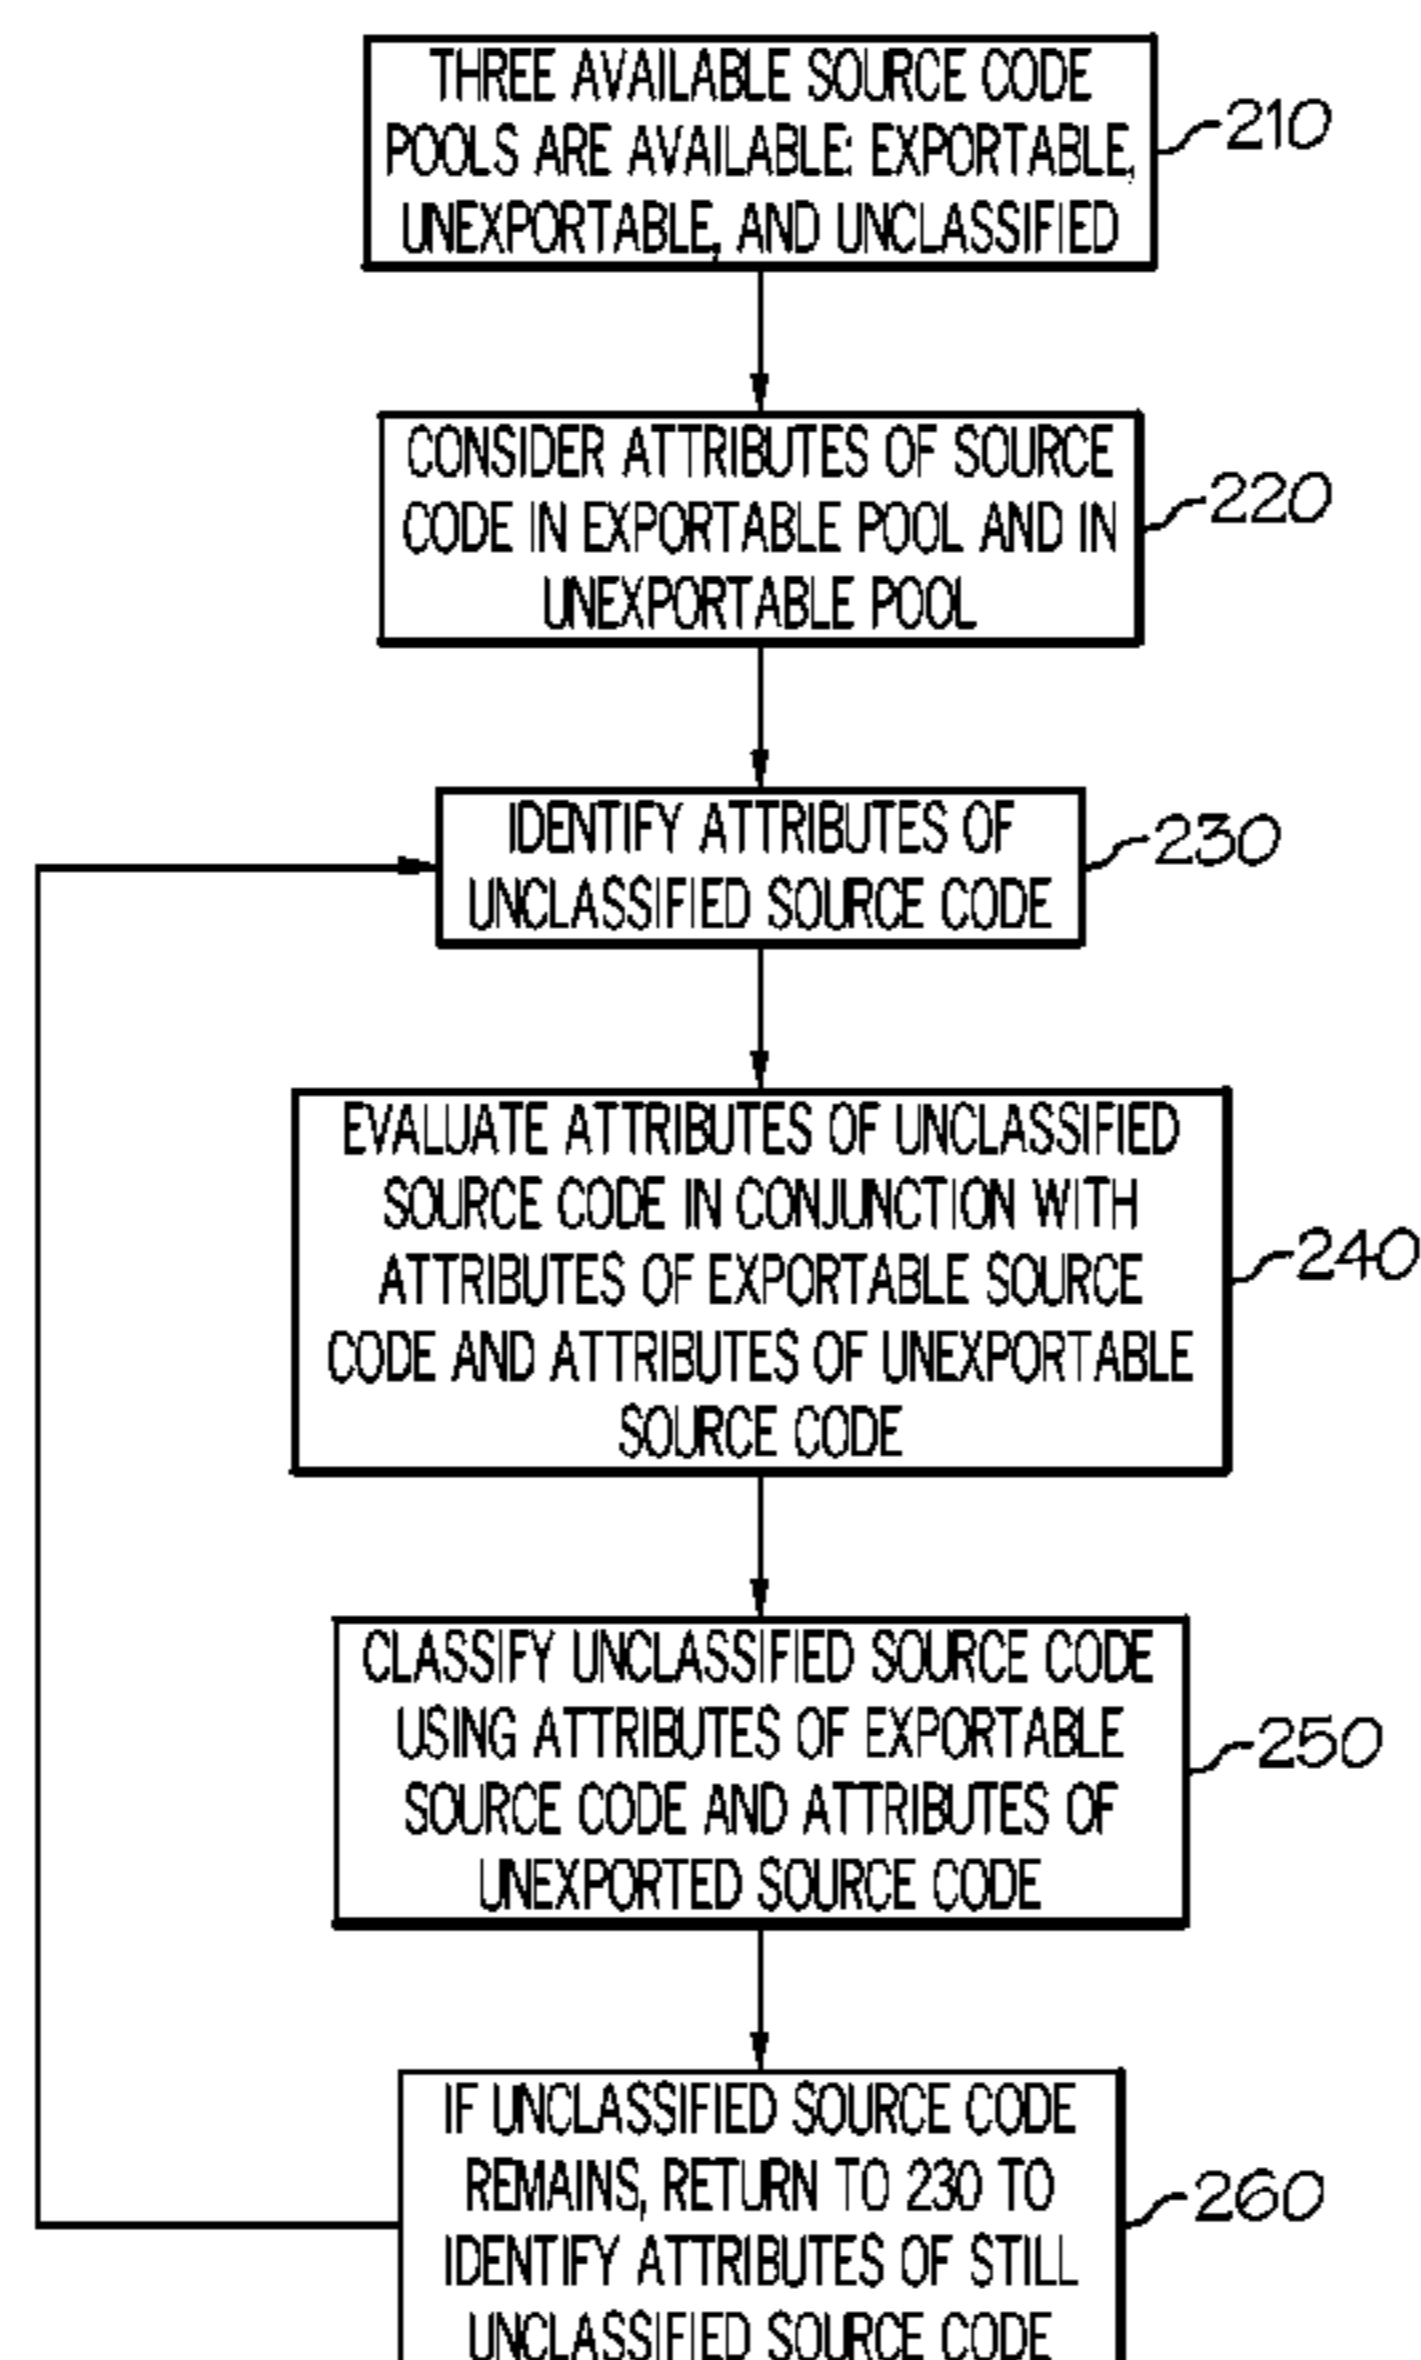 THREE AVAILABLE SOURCE CODE
POOLS ARE AVAILABLE: EXPORTABLE,
UNEXPORTABLE, AND UNCLASSIFIED
210
CONSIDER ATTRIBUTES OF SOURCE
CODE IN EXPORTABLE POOL AND IN
UNEXPORTABLE POOL
220
IDENTIFY ATTRIBUTES OF
UNCLASSIFIED SOURCE CODE
230
EVALUATE ATTRIBUTES OF UNCLASSIFIED
SOURCE CODE IN CONJUNCTION WITH
ATTRIBUTES OF EXPORTABLE SOURCE
CODE AND ATTRIBUTES OF UNEXPORTABLE
SOURCE CODE
240
CLASSIFY UNCLASSIFIED SOURCE CODE
USING ATTRIBUTES OF EXPORTABLE
SOURCE CODE AND ATTRIBUTES OF
UNEXPORTED SOURCE CODE
250
IF UNCLASSIFIED SOURCE CODE
REMAINS, RETURN TO 230 TO
IDENTIFY ATTRIBUTES OF STILL
UNCLASSIFIED SOURCE CODE
260